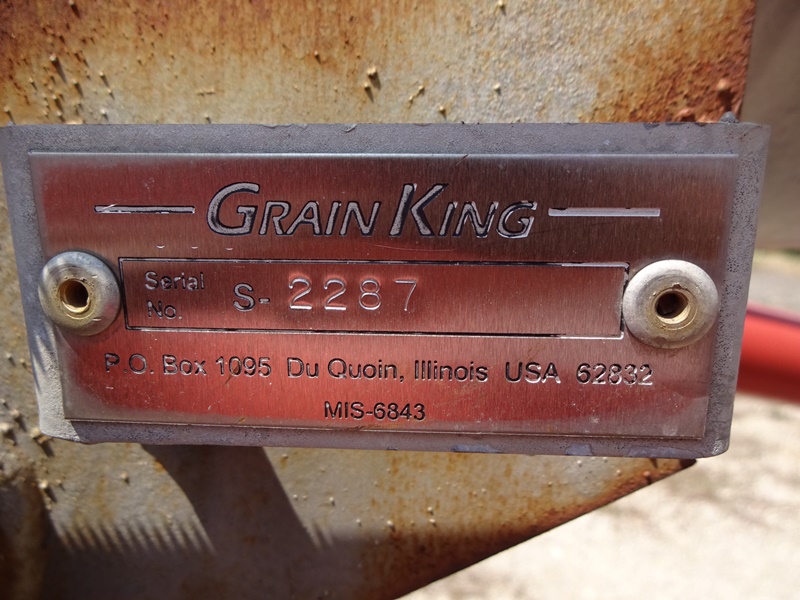 GRAIN KING
Serial
No. S- 2287
P.O. Box 1095 Du Quoin, Illinois USA 62832
MIS-6843